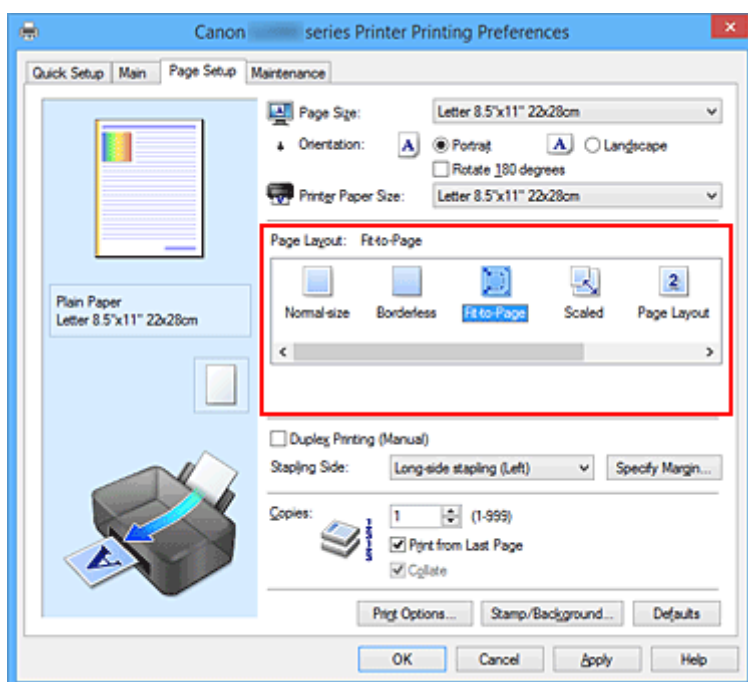 Canon series Printer Printing Preferences
Quick Setup Main Page Setup Maintenance
Page Size: Letter 8.5"x11" 22x28cm
Orientation: A Portrait A Landscape
Rotate 180 degrees
Printer Paper Size: Letter 8.5"x11" 22x28cm
Page Layout: Fit-to-Page
Normal-size Borderless Fit-to-Page Scaled 2 Page Layout
Plain Paper
Letter 8.5"x11" 22x28cm
Duplex Printing (Manual)
Stapling Side: Long-side stapling (Left) Specify Margin...
Copies: 1 (1-999)
Print from Last Page
Collate
A
Print Options... Stamp/Background... Defaults
OK Cancel Apply Help